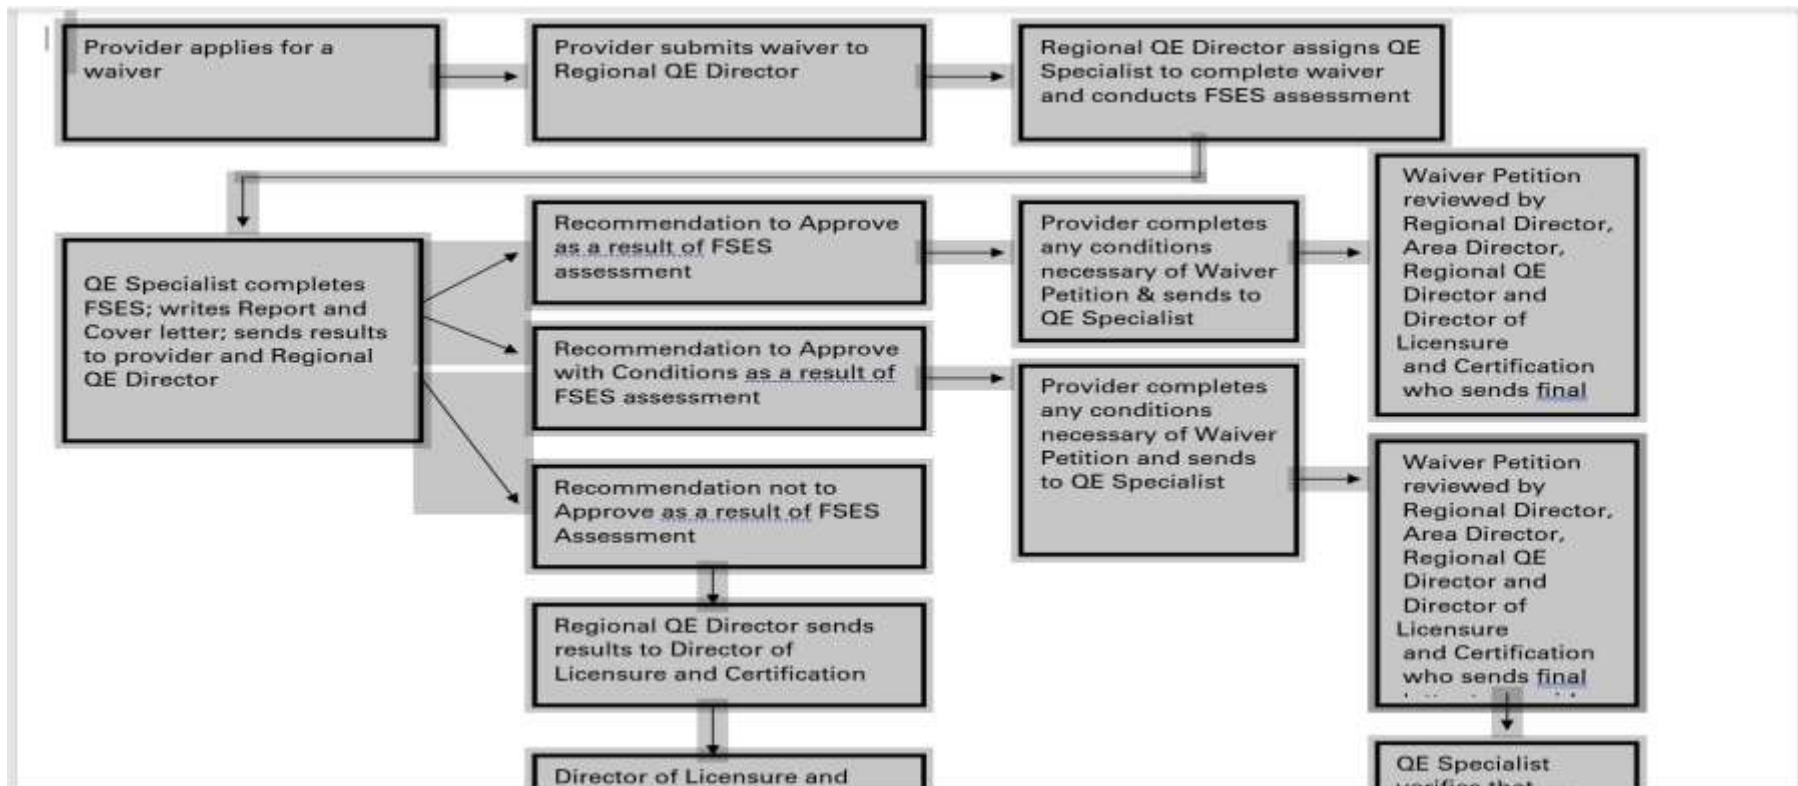 Provider applies for a
waiver
Provider submits waiver to
Regional QE Director
Regional QE Director assigns QE
Specialist to complete waiver
and conducts FSES assessment
QE Specialist completes
FSES; writes Report and
Cover letter; sends results
to provider and Regional
QE Director
Recommendation to Approve
as a result of FSES
assessment
Provider completes
any conditions
necessary of Waiver
Petition & sends to
QE Specialist
Waiver Petition
reviewed by
Regional Director,
Area Director,
Regional QE
Director and
Director of
Licensure
and Certification
who sends final
Recommendation to Approve
with Conditions as a result of
FSES assessment
Provider completes
any conditions
necessary of Waiver
Petition and sends
to QE Specialist
Waiver Petition
reviewed by
Regional Director,
Area Director,
Regional QE
Director and
Director of
Licensure
and Certification
who sends final
Recommendation not to
Approve as a result of FSES
Assessment
Regional QE Director sends
results to Director of
Licensure and Certification
Director of Licensure and
QE Specialist
verifies that